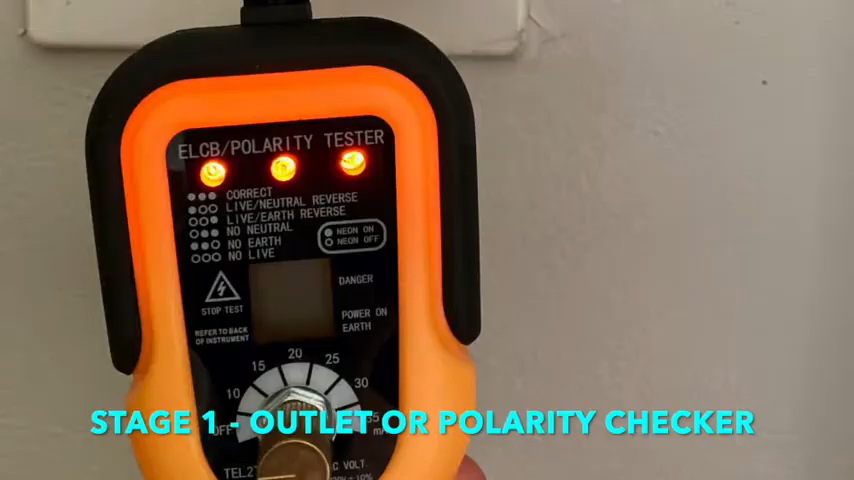 ELCB/POLARITY TESTER
CORRECT
LIVE/NEUTRAL REVERSE
LIVE/EARTH REVERSE
NO NEUTRAL
NO EARTH
NO LIVE
NEON ON
NEON OFF
STOP TEST
DANGER
REFER TO BACK
OF INSTRUMENT
POWER ON
EARTH
OFF
10
15
20
25
30
STAGE 1 - OUTLET OR POLARITY CHECKER